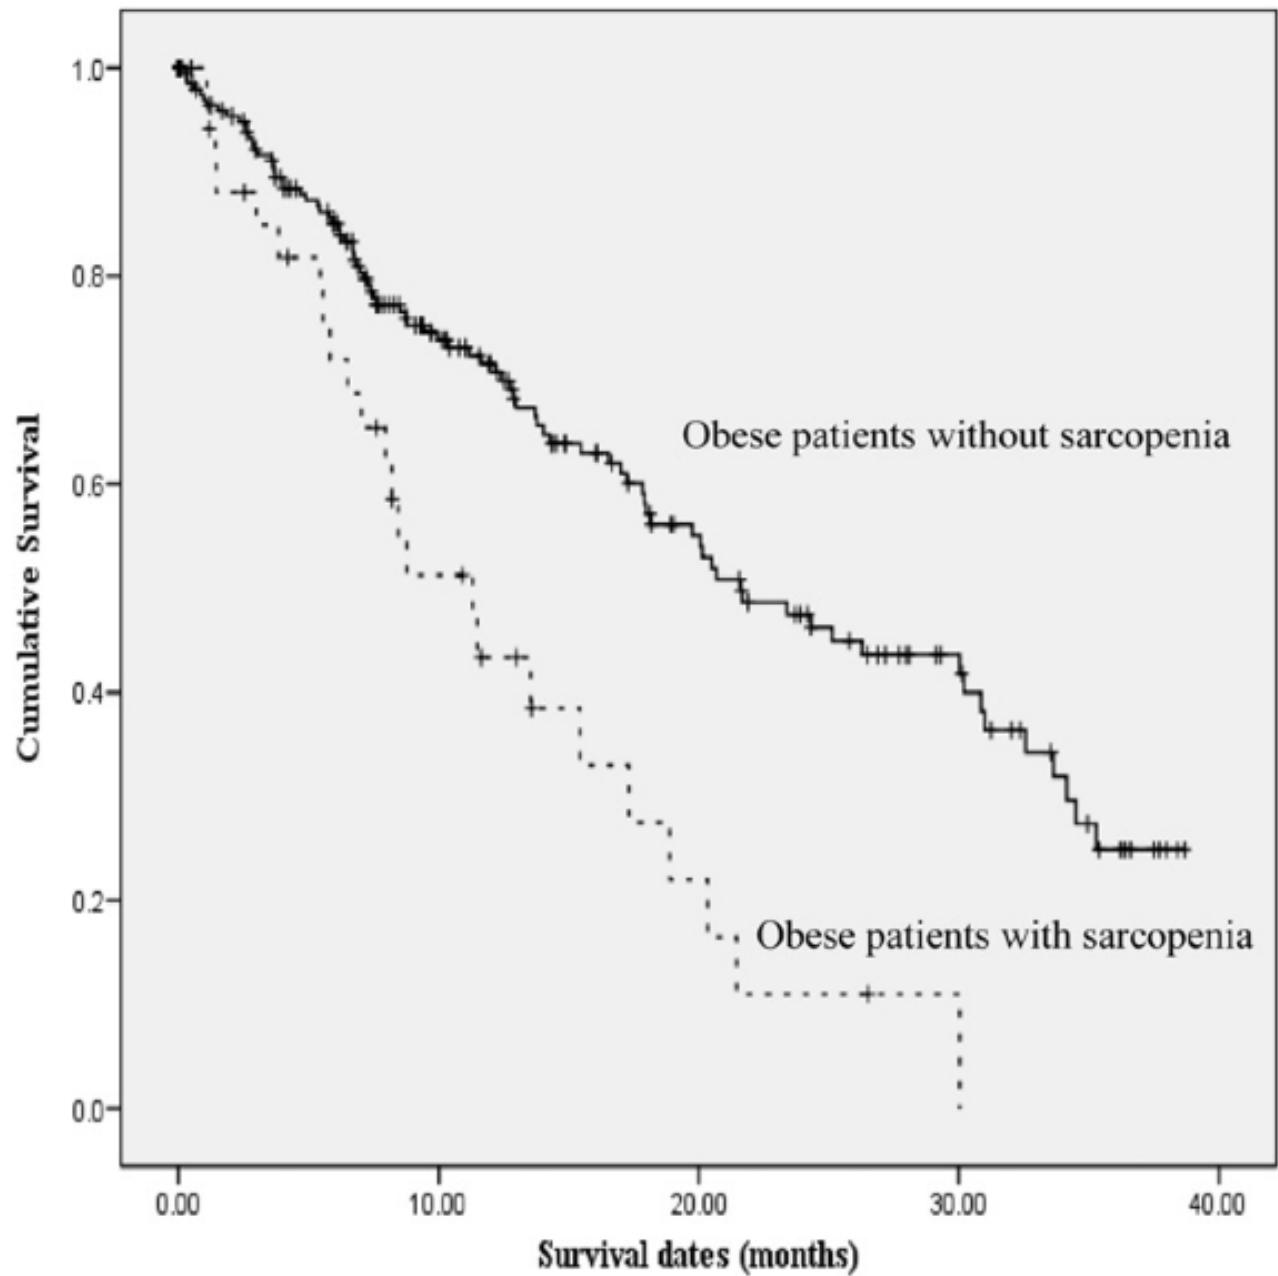 1.0
0.8
Obese patients without sarcopenia
0.6
Cumulative Survival
0.4
0.2
Obese patients with sarcopenia
0.0
0.00 10.00 20.00 30.00 40.00
Survival dates (months)